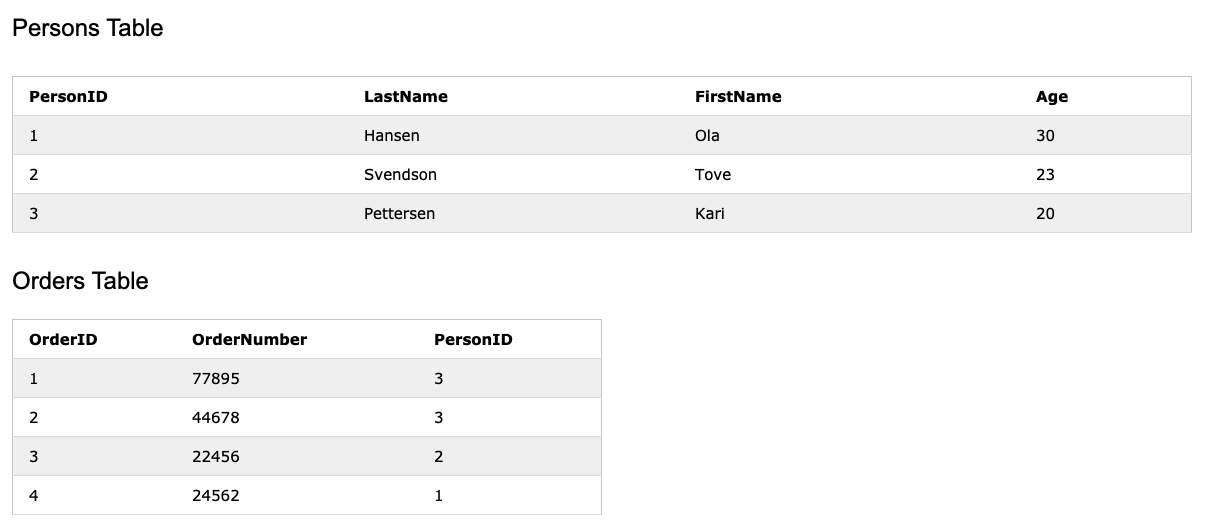 Persons Table
PersonID LastName FirstName Age
1 Hansen Ola 30
2 Svendson Tove 23
3 Pettersen Kari 20
Orders Table
OrderID OrderNumber PersonID
1 77895 3
2 44678 3
3 22456 2
4 24562 1